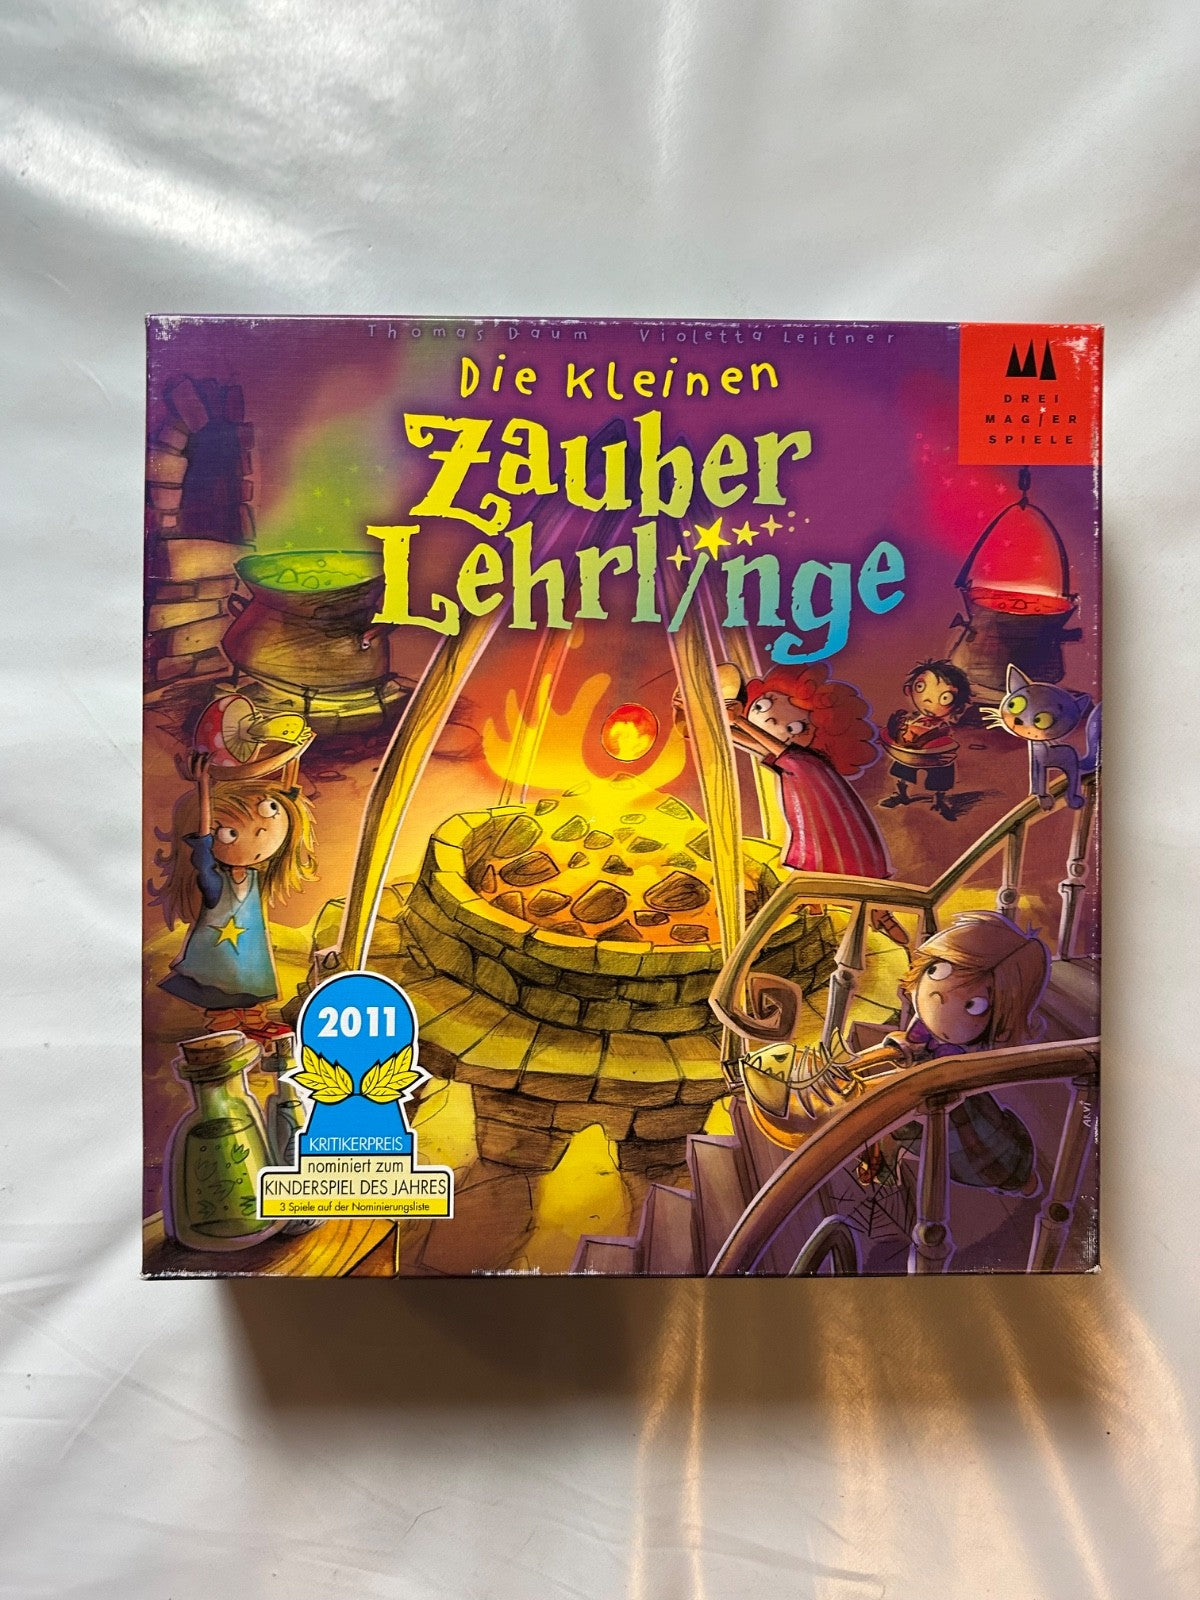 Thomas Daum Violetta Leitner
Die kleinen
Zauber
Lehrlinge
DREI
MAGIER
SPIELE
2011
KRITIKERPREIS
nominiert zum
KINDERSPIEL DES JAHRES
3 Spiele auf der Nominierungsliste
ARVi